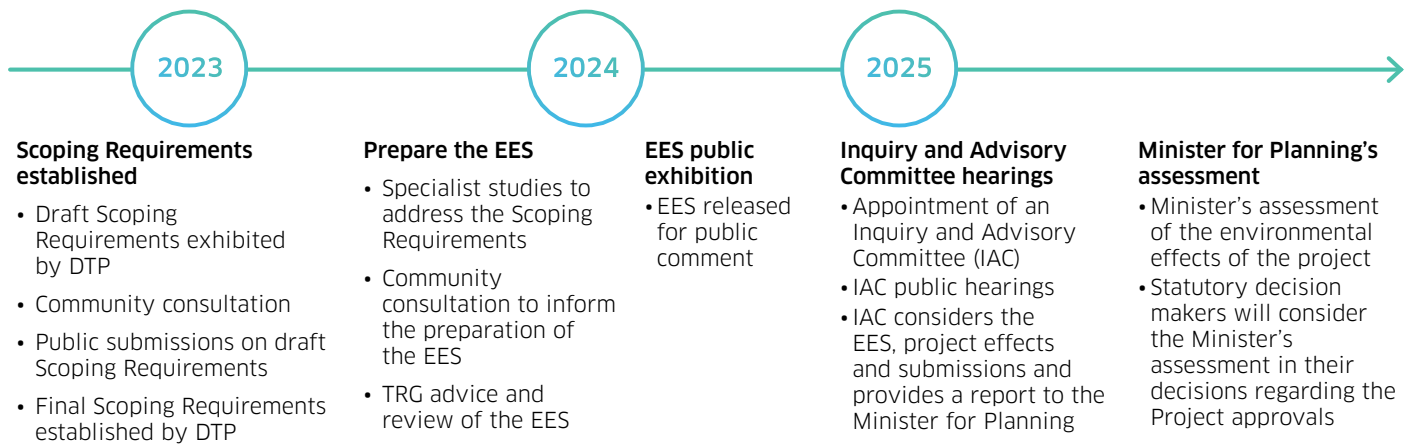 2023
2024
2025
Scoping Requirements
established
• Draft Scoping
Requirements exhibited
by DTP
• Community consultation
• Public submissions on draft
Scoping Requirements
• Final Scoping Requirements
established by DTP
Prepare the EES
• Specialist studies to
address the Scoping
Requirements
• Community
consultation to inform
the preparation of
the EES
• TRG advice and
review of the EES
EES public
exhibition
• EES released
for public
comment
Inquiry and Advisory
Committee hearings
• Appointment of an
Inquiry and Advisory
Committee (IAC)
• IAC public hearings
• IAC considers the
EES, project effects
and submissions and
provides a report to the
Minister for Planning
Minister for Planning's
assessment
• Minister's assessment
of the environmental
effects of the project
• Statutory decision
makers will consider
the Minister's
assessment in their
decisions regarding the
Project approvals